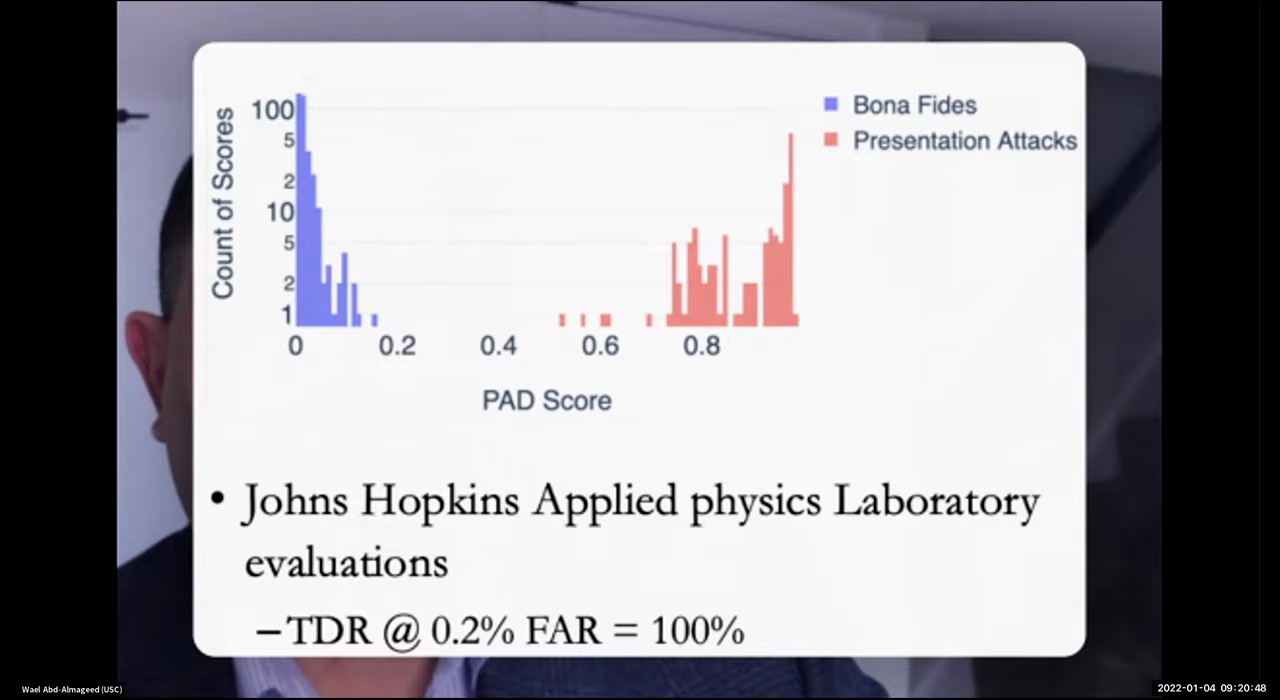 Bona Fides
Presentation Attacks
Count of Scores
100
5
2
10
5
2
1
0 0.2 0.4 0.6 0.8
PAD Score
• Johns Hopkins Applied physics Laboratory
evaluations
– TDR @ 0.2% FAR = 100%
Wael Abd-Almageed (USC)
2022-01-04 09:20:48